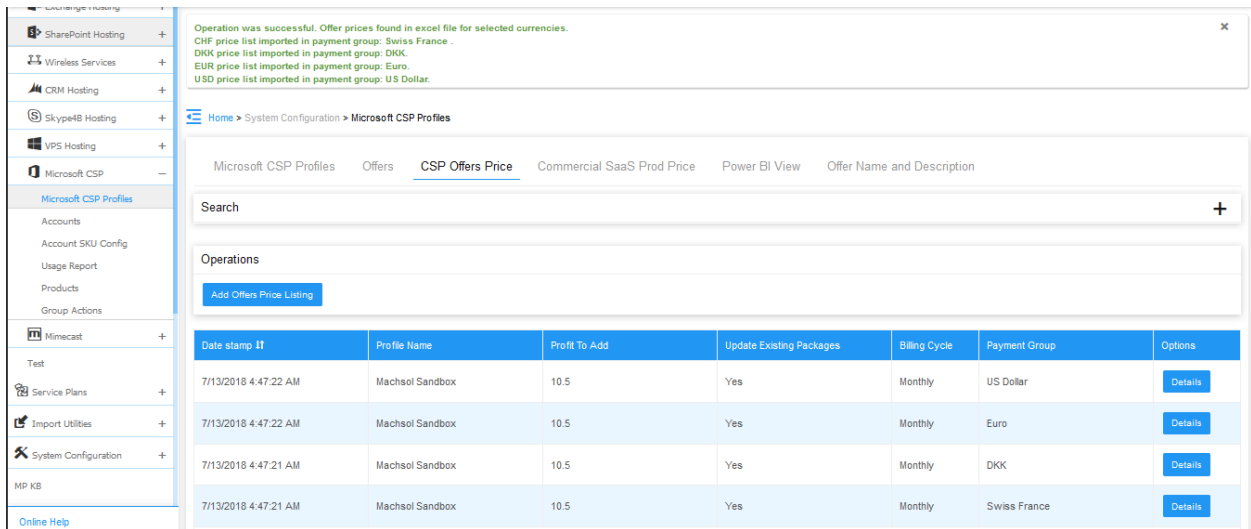 Exchange Hosting +
SharePoint Hosting +
Wireless Services +
CRM Hosting +
Skype4B Hosting +
VPS Hosting +
Microsoft CSP –
Microsoft CSP Profiles
Accounts
Account SKU Config
Usage Report
Products
Group Actions
Mimecast +
Test
Service Plans +
Import Utilities +
System Configuration +
MP KB
Online Help
Operation was successful. Offer prices found in excel file for selected currencies.
CHF price list imported in payment group: Swiss France .
DKK price list imported in payment group: DKK.
EUR price list imported in payment group: Euro.
USD price list imported in payment group: US Dollar.
Home > System Configuration > Microsoft CSP Profiles
Microsoft CSP Profiles Offers CSP Offers Price Commercial SaaS Prod Price Power BI View Offer Name and Description
Search +
Operations
Add Offers Price Listing
Date stamp Profile Name Profit To Add Update Existing Packages Billing Cycle Payment Group Options
7/13/2018 4:47:22 AM Machsol Sandbox 10.5 Yes Monthly US Dollar Details
7/13/2018 4:47:22 AM Machsol Sandbox 10.5 Yes Monthly Euro Details
7/13/2018 4:47:21 AM Machsol Sandbox 10.5 Yes Monthly DKK Details
7/13/2018 4:47:21 AM Machsol Sandbox 10.5 Yes Monthly Swiss France Details